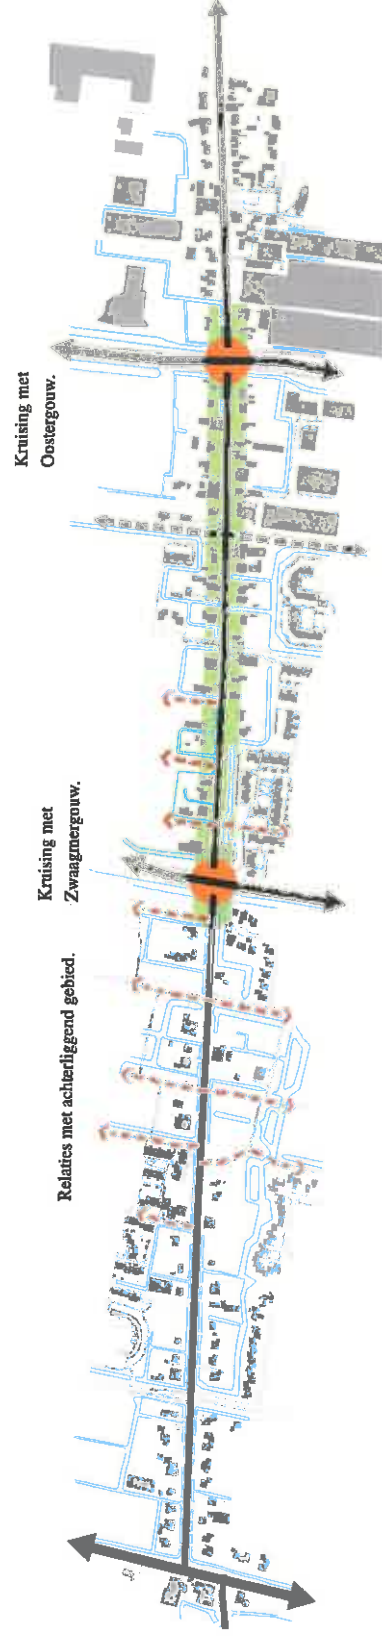 Kruising met
Oostergouw.
Kruising met
Zwaagmergouw.
Relaties met achterliggend gebied.